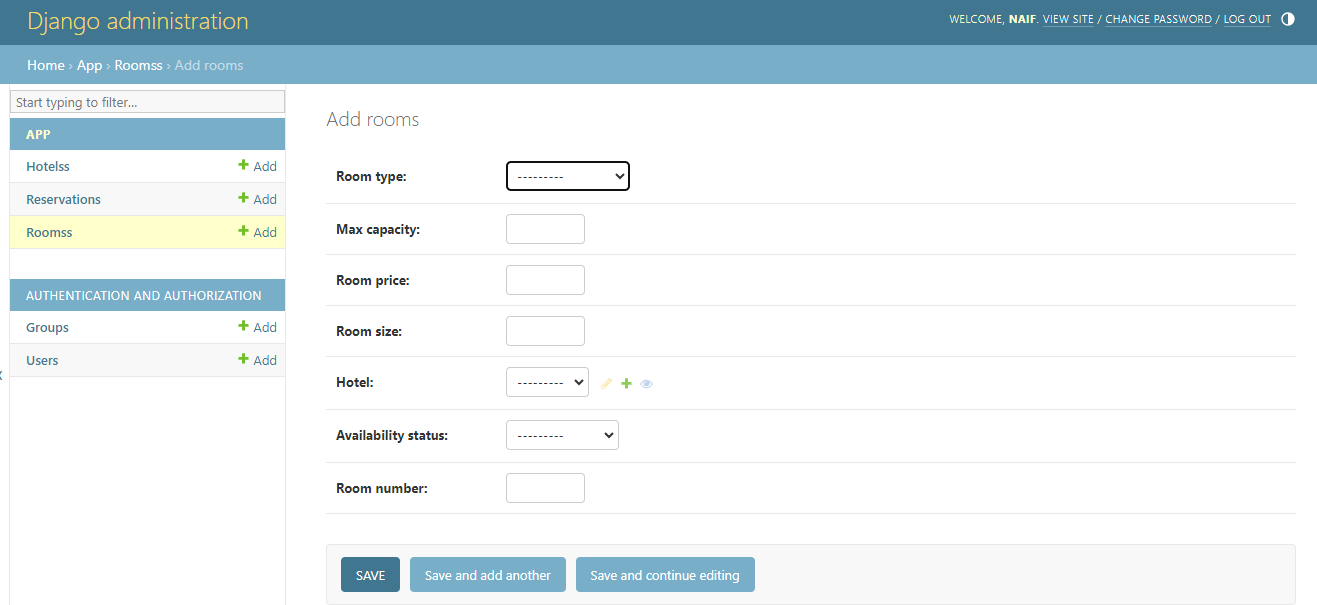 Django administration
WELCOME, NAIF. VIEW SITE / CHANGE PASSWORD / LOG OUT
Home › App › Roomss › Add rooms
Start typing to filter...
APP
Hotelss Add
Reservations Add
Roomss Add
AUTHENTICATION AND AUTHORIZATION
Groups Add
Users Add
Add rooms
Room type: ---------
Max capacity:
Room price:
Room size:
Hotel: ---------
Availability status: ---------
Room number:
SAVE Save and add another Save and continue editing